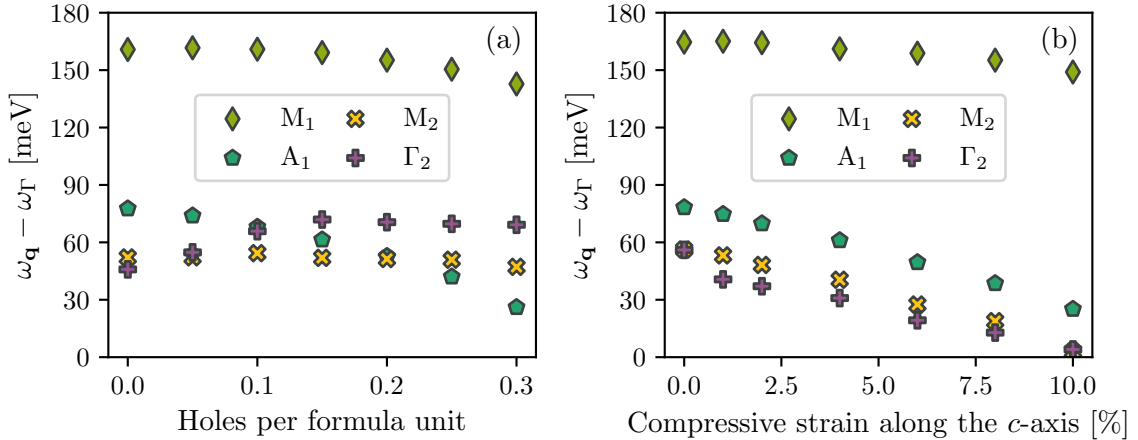 180
150
120
90
60
30
0
ω_q − ω_Γ [meV]
(a)
M₁ M₂
A₁ Γ₂
0.0 0.1 0.2 0.3
Holes per formula unit
180
150
120
90
60
30
0
ω_q − ω_Γ [meV]
(b)
M₁ M₂
A₁ Γ₂
0.0 2.5 5.0 7.5 10.0
Compressive strain along the c-axis [%]